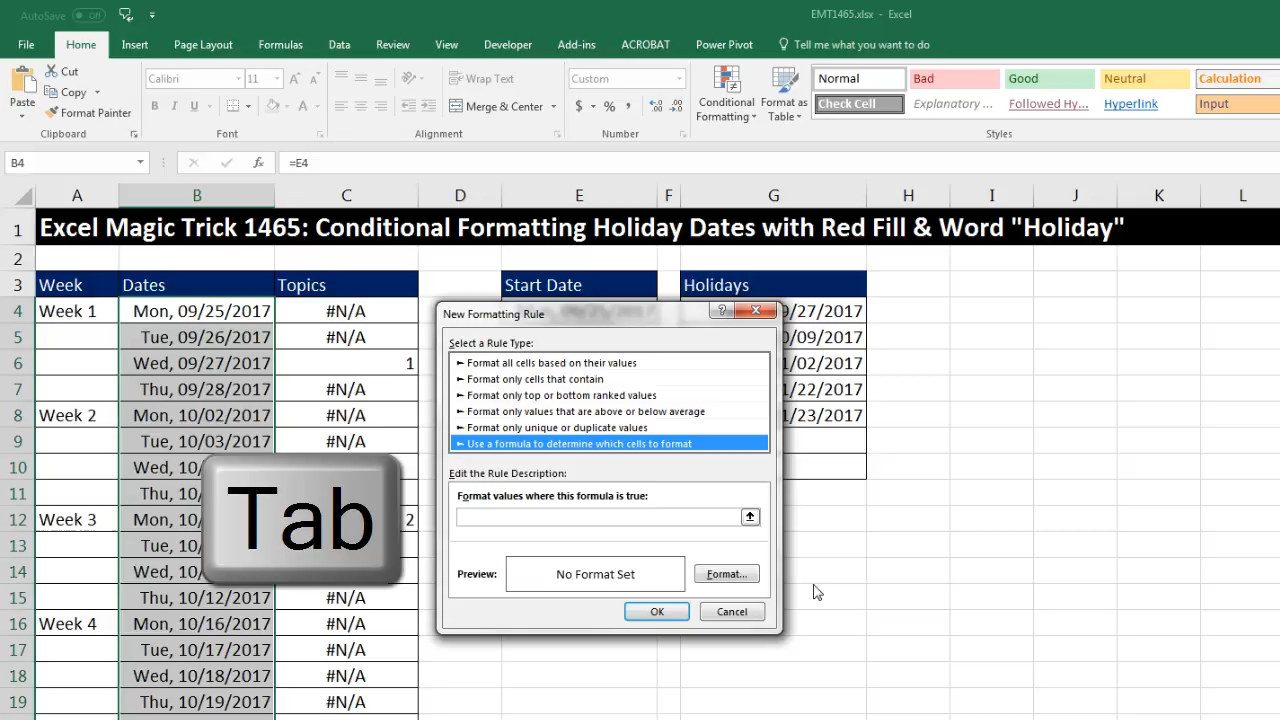 AutoSave Off EMT1465.xlsx - Excel
File Home Insert Page Layout Formulas Data Review View Developer Add-ins ACROBAT Power Pivot Tell me what you want to do
Cut Calibri 11 Wrap Text Custom Normal Bad Good Neutral Calculation
Paste Copy Format Painter B I U Merge & Center $ % , Conditional Formatting Format as Table Check Cell Explanatory ... Followed Hy... Hyperlink Input
Clipboard Font Alignment Number Styles
B4 fx =E4
A B C D E F G H I J K L
1 Excel Magic Trick 1465: Conditional Formatting Holiday Dates with Red Fill & Word "Holiday"
2
3 Week Dates Topics Start Date Holidays
4 Week 1 Mon, 09/25/2017 #N/A 9/27/2017
5 Tue, 09/26/2017 #N/A 0/09/2017
6 Wed, 09/27/2017 1 1/02/2017
7 Thu, 09/28/2017 #N/A 1/22/2017
8 Week 2 Mon, 10/02/2017 #N/A 1/23/2017
9 Tue, 10/03/2017 #N/A
10 Wed, 10
11 Thu, 1
12 Week 3 Mon, 10 2
13 Tue, 10
14 Wed, 10
15 Thu, 10/12/2017 #N/A
16 Week 4 Mon, 10/16/2017 #N/A
17 Tue, 10/17/2017 #N/A
18 Wed, 10/18/2017 #N/A
19 Thu, 10/19/2017 #N/A
Tab
New Formatting Rule ?
Select a Rule Type:
► Format all cells based on their values
► Format only cells that contain
► Format only top or bottom ranked values
► Format only values that are above or below average
► Format only unique or duplicate values
► Use a formula to determine which cells to format
Edit the Rule Description:
Format values where this formula is true:
Preview: No Format Set Format...
OK Cancel